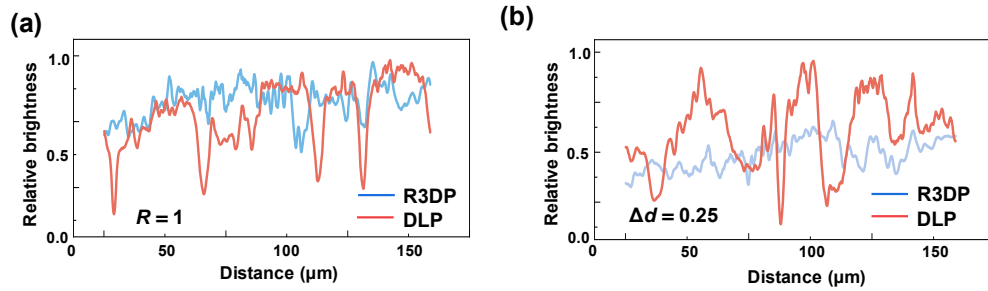 (a)
Relative brightness
1.0
0.5
0.0
0
50
100
150
Distance (μm)
R = 1
R3DP
DLP
(b)
Relative brightness
1.0
0.5
0.0
0
50
100
150
Distance (μm)
Δd = 0.25
R3DP
DLP